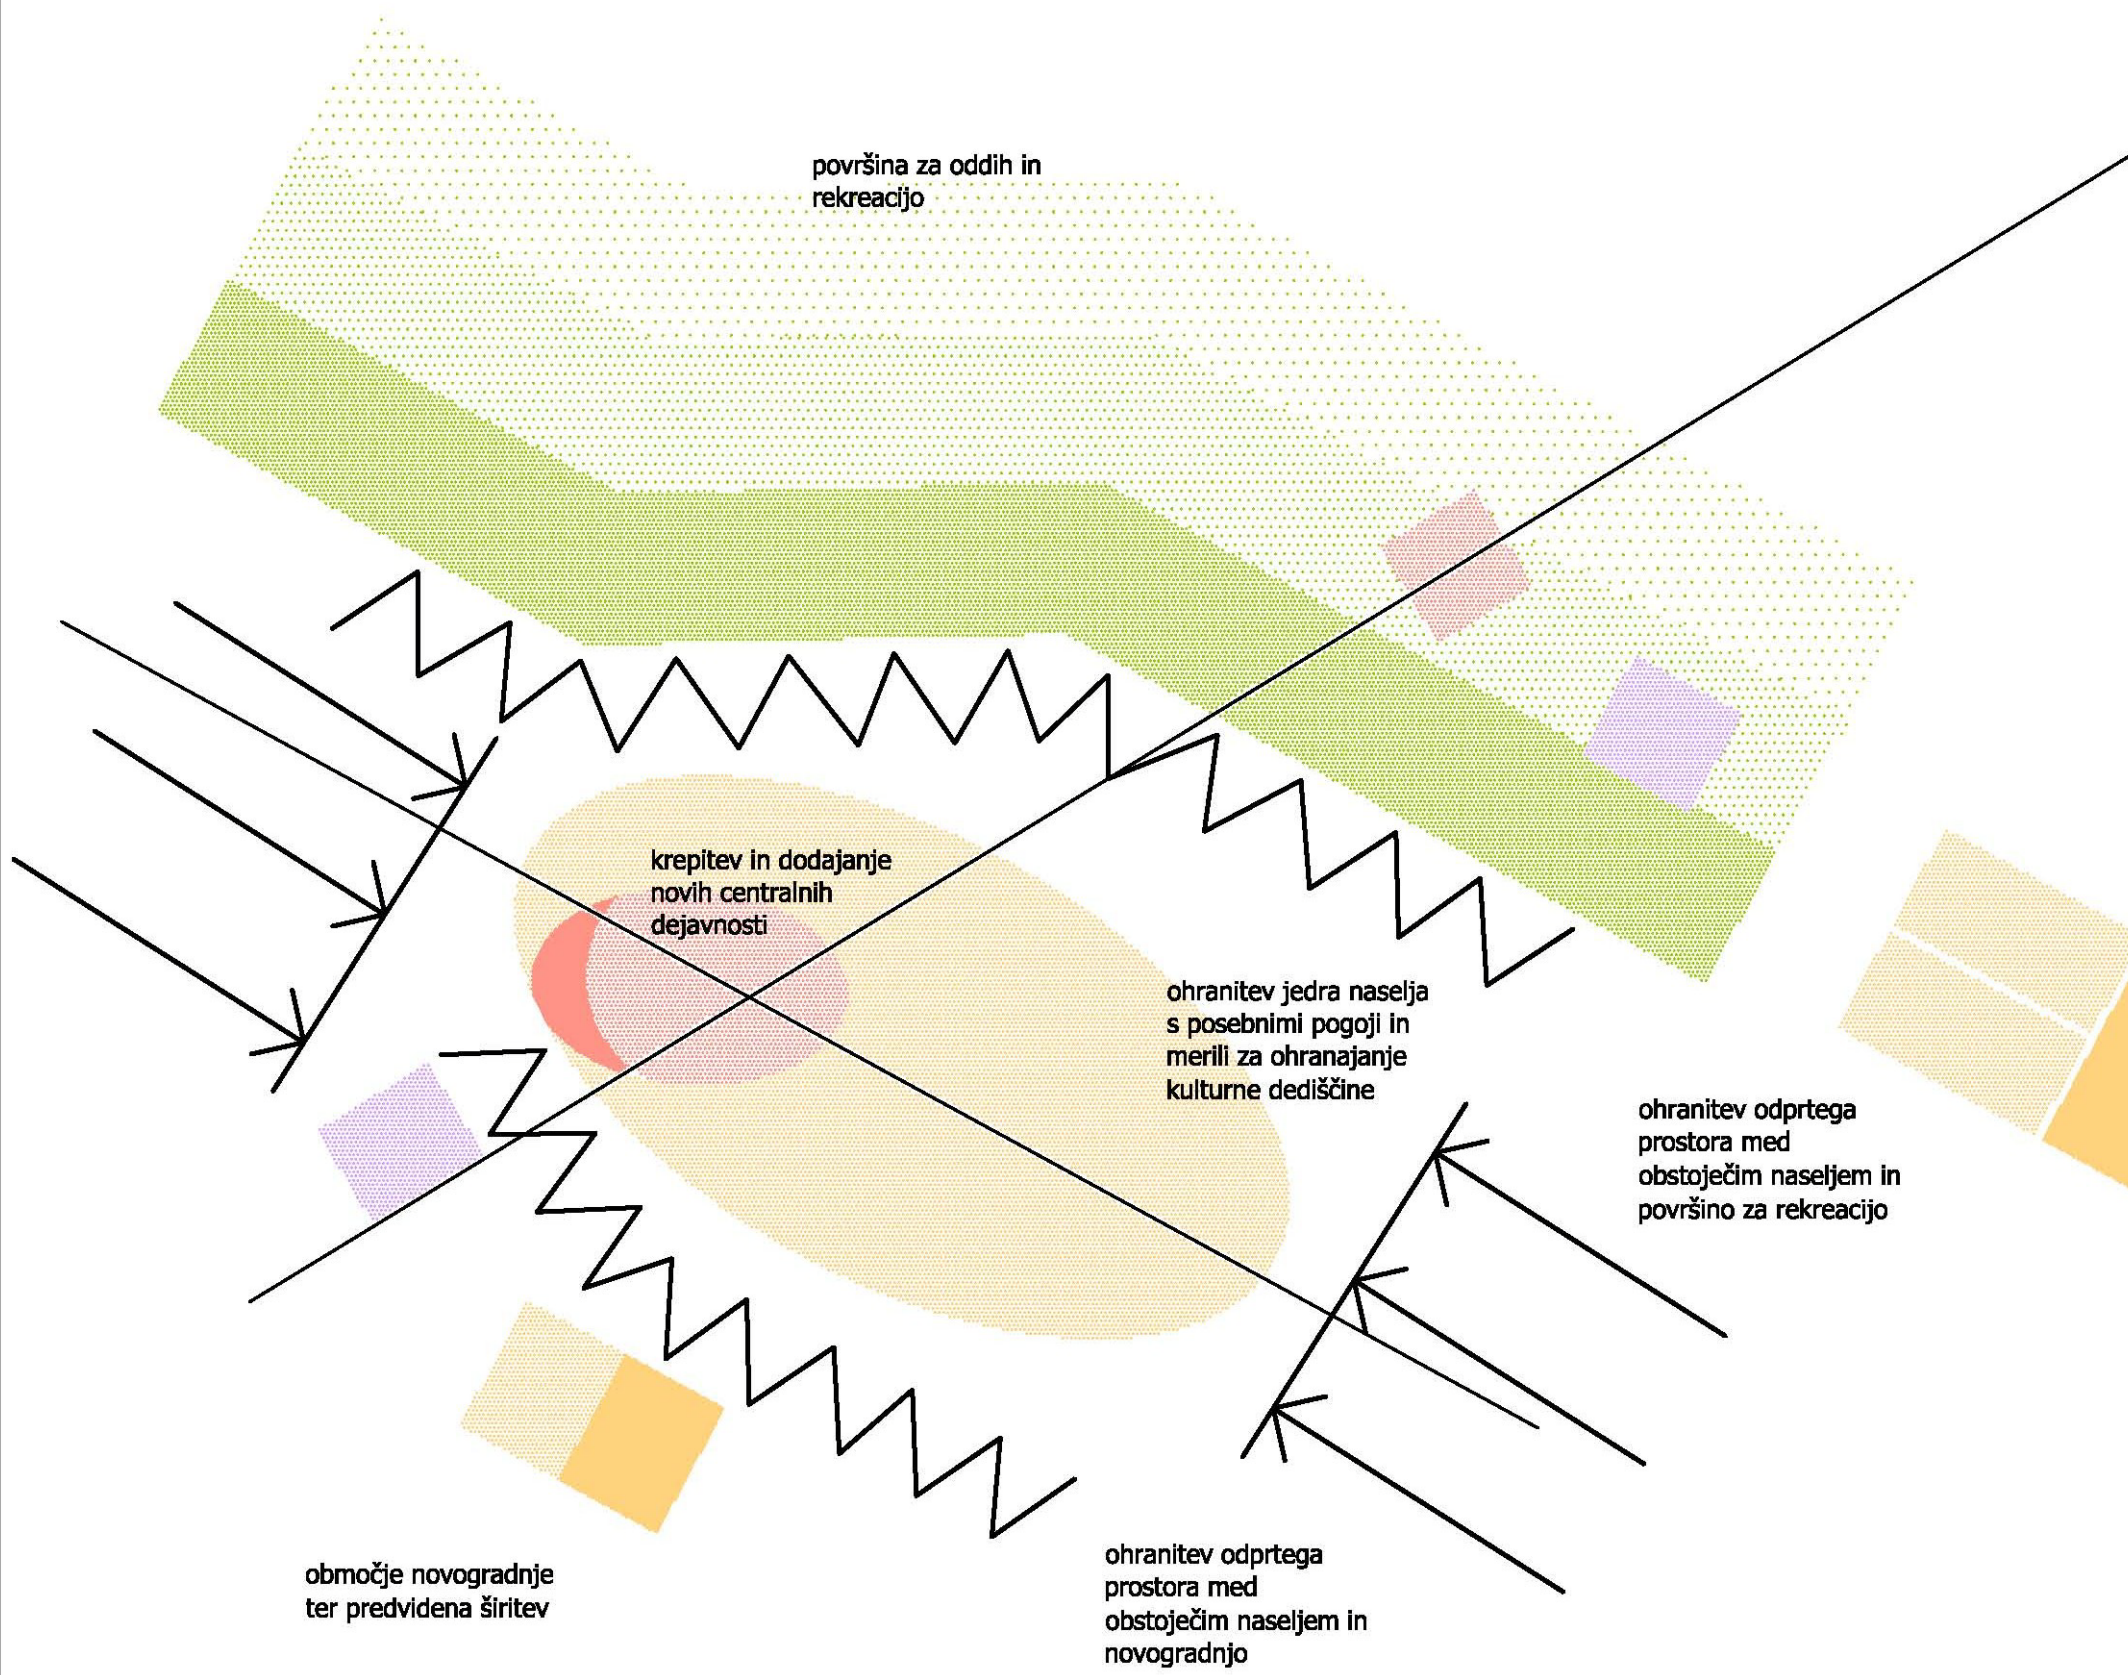 površina za oddih in
rekreacijo
krepitev in dodajanje
novih centralnih
dejavnosti
ohranitev jedra naselja
s posebnimi pogoji in
merili za ohranajanje
kulturne dediščine
ohranitev odprtega
prostora med
obstoječim naseljem in
površino za rekreacijo
ohranitev odprtega
prostora med
obstoječim naseljem in
novogradnjo
območje novogradnje
ter predvidena širitev